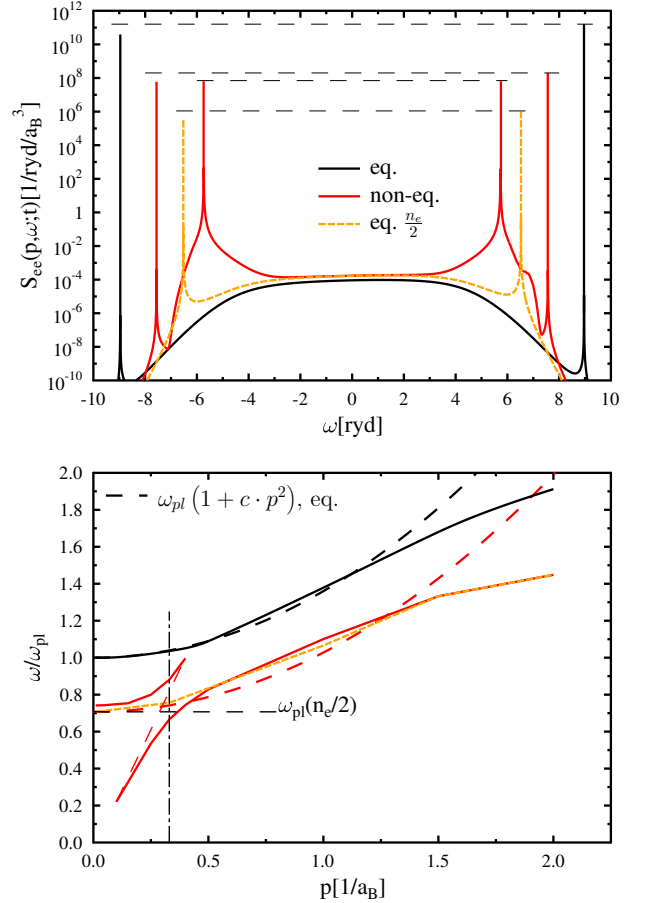 10^12
10^10
10^8
10^6
10^4
10^2
1
10^-2
10^-4
10^-6
10^-8
10^-10
S_ee(p,ω;t)[1/ryd/a_B^3]
eq.
non-eq.
eq. n_e/2
-10 -8 -6 -4 -2 0 2 4 6 8 10
ω[ryd]
2.0
1.8
1.6
1.4
1.2
1.0
0.8
0.6
0.4
0.2
0.0
ω/ω_pl
ω_pl (1 + c · p^2), eq.
ω_pl(n_e/2)
0.0 0.5 1.0 1.5 2.0
p[1/a_B]